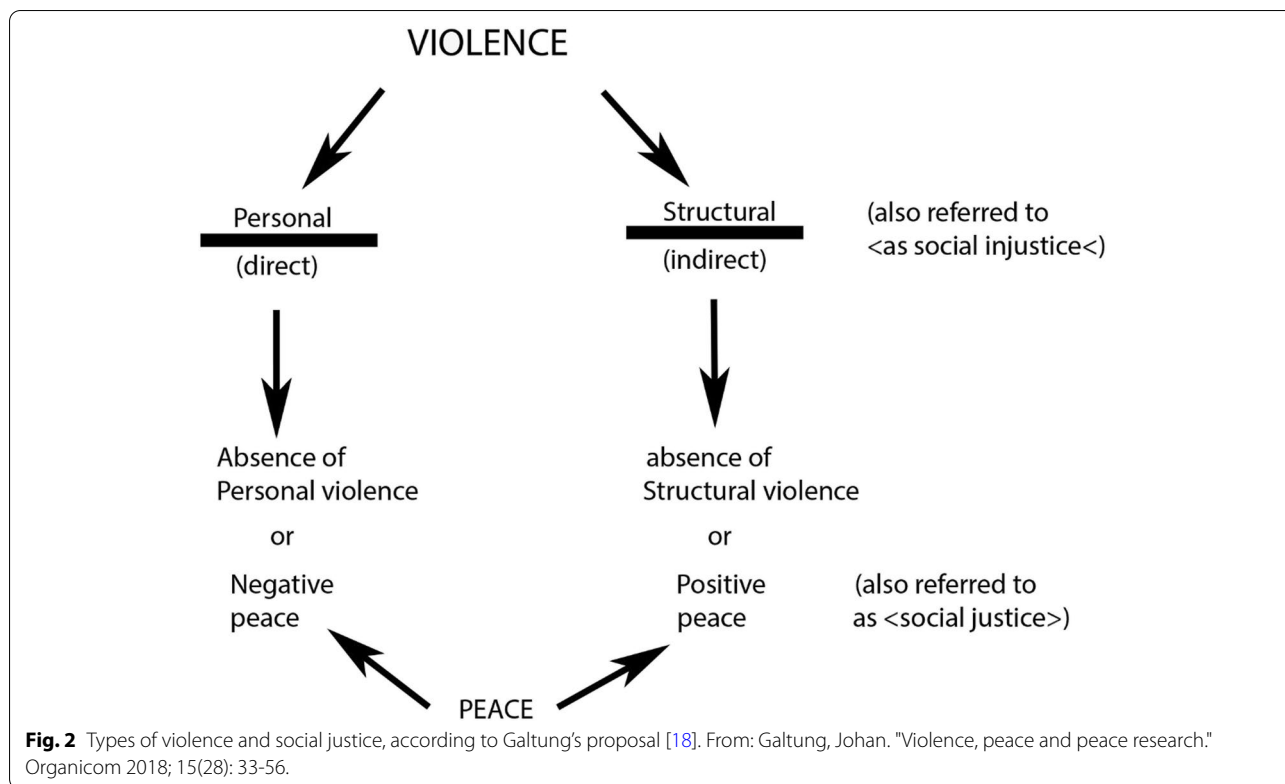 VIOLENCE
Personal
(direct)
Structural
(indirect)
(also referred to
<as social injustice<)
Absence of
Personal violence
or
Negative
peace
absence of
Structural violence
or
Positive
peace
(also referred to
as <social justice>)
PEACE
Fig. 2 Types of violence and social justice, according to Galtung’s proposal [18]. From: Galtung, Johan. "Violence, peace and peace research."
Organicom 2018; 15(28): 33-56.